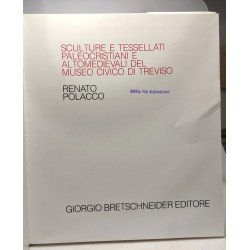 SCULTURE E TESSELLATI
PALEOCRISTIANI E
ALTOMEDIEVALI DEL
MUSEO CIVICO DI TREVISO
RENATO
POLACCO
GIORGIO BRETSCHNEIDER EDITORE